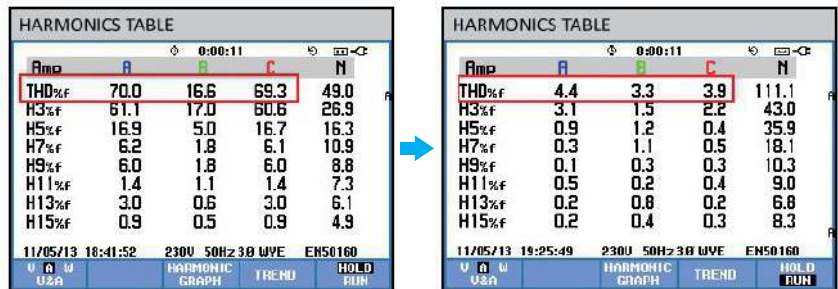 HARMONICS TABLE
0:00:11
Amp A B C N
THD%f 70.0 16.6 69.3 49.0
H3%f 61.1 17.0 60.6 26.9
H5%f 16.9 5.0 16.7 16.3
H7%f 6.2 1.8 6.1 10.9
H9%f 6.0 1.8 6.0 8.8
H11%f 1.4 1.1 1.4 7.3
H13%f 3.0 0.6 3.0 6.1
H15%f 0.9 0.5 0.9 4.9
11/05/13 18:41:52 230V 50Hz 3Ø WYE EN50160
V A W HARMONIC TREND HOLD
V&A GRAPH RUN
HARMONICS TABLE
0:00:11
Amp A B C N
THD%f 4.4 3.3 3.9 111.1
H3%f 3.1 1.5 2.2 43.0
H5%f 0.9 1.2 0.4 35.9
H7%f 0.3 1.1 0.5 18.1
H9%f 0.1 0.3 0.3 10.3
H11%f 0.5 0.2 0.4 9.0
H13%f 0.2 0.8 0.2 6.8
H15%f 0.2 0.4 0.3 8.3
11/05/13 19:25:49 230V 50Hz 3Ø WYE EN50160
V A W HARMONIC TREND HOLD
V&A GRAPH RUN